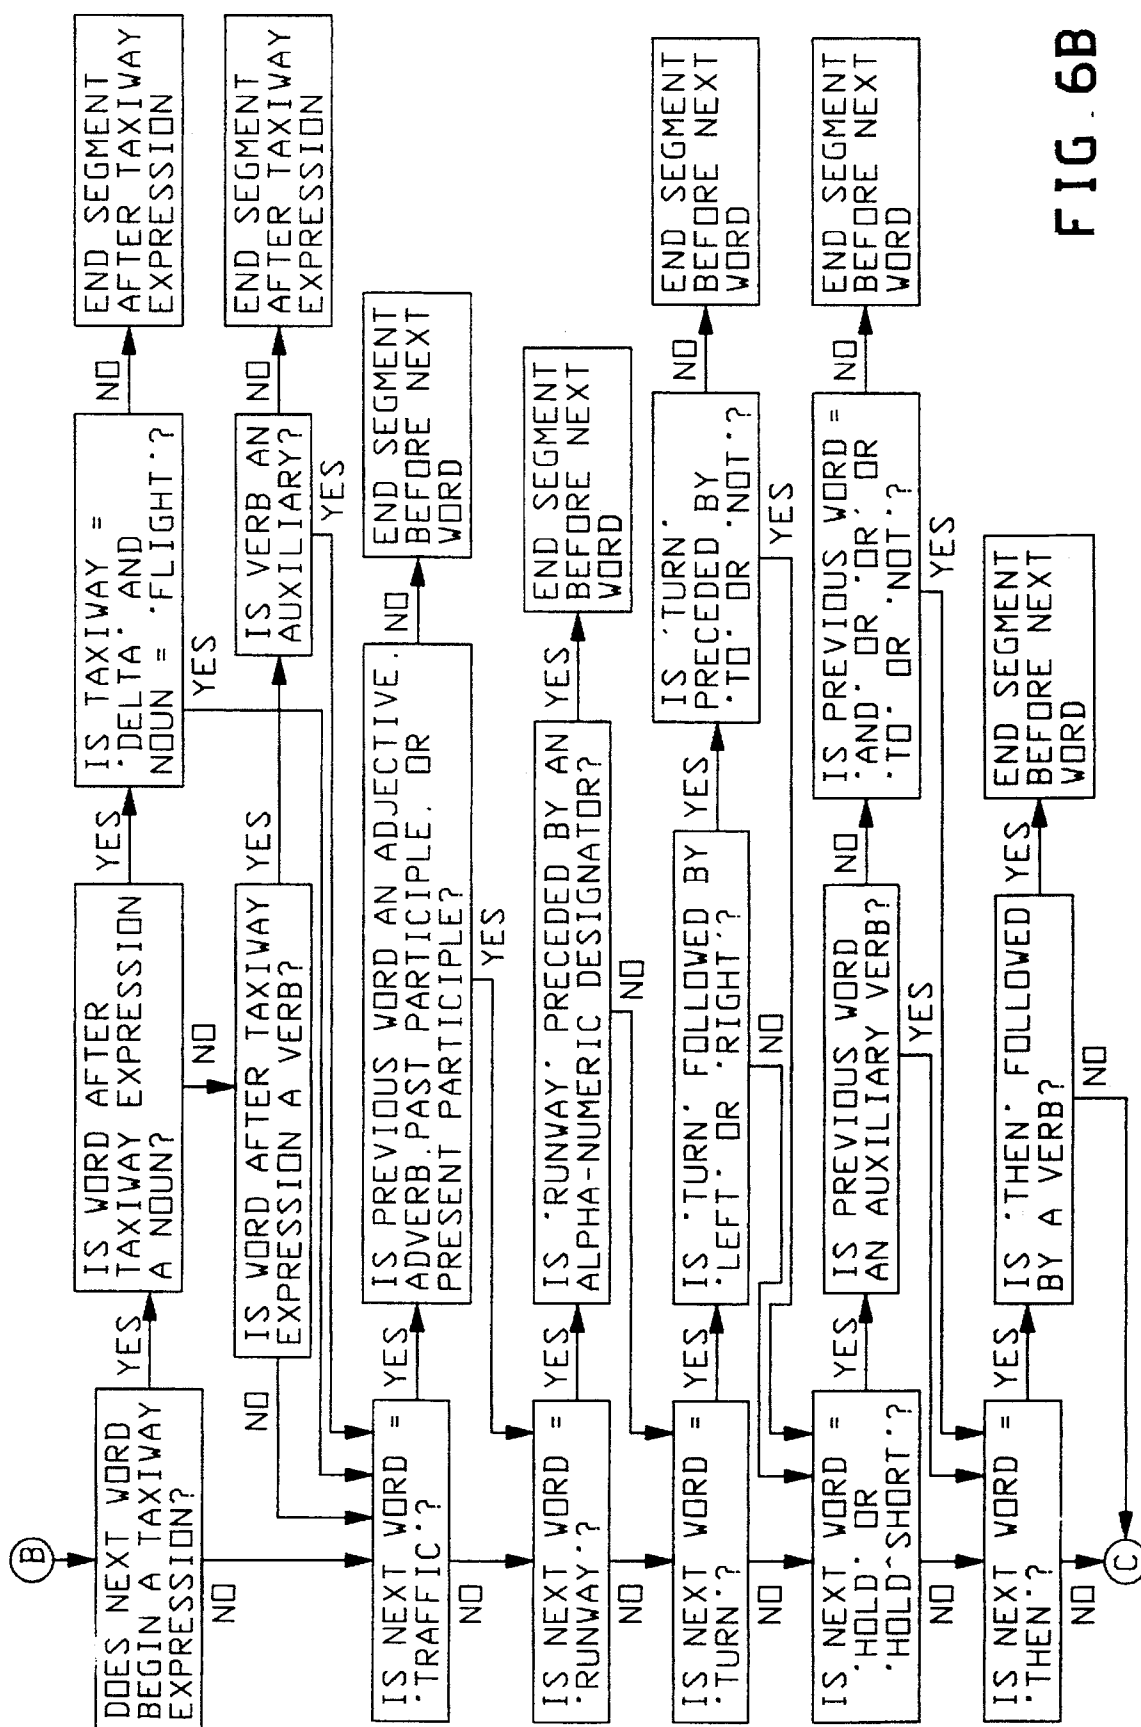 B
DOES NEXT WORD
BEGIN A TAXIWAY
EXPRESSION?
YES
NO
IS WORD AFTER
TAXIWAY EXPRESSION
A NOUN?
YES
NO
IS TAXIWAY =
'DELTA' AND
NOUN = 'FLIGHT'?
NO
YES
END SEGMENT
AFTER TAXIWAY
EXPRESSION
IS WORD AFTER TAXIWAY
EXPRESSION A VERB?
NO
YES
IS VERB AN
AUXILIARY?
NO
YES
END SEGMENT
AFTER TAXIWAY
EXPRESSION
IS NEXT WORD =
'TRAFFIC'?
YES
NO
IS PREVIOUS WORD AN ADJECTIVE,
ADVERB, PAST PARTICIPLE, OR
PRESENT PARTICIPLE?
NO
YES
END SEGMENT
BEFORE NEXT
WORD
IS NEXT WORD =
'RUNWAY'?
YES
NO
IS 'RUNWAY' PRECEDED BY AN
ALPHA-NUMERIC DESIGNATOR?
YES
NO
END SEGMENT
BEFORE NEXT
WORD
IS NEXT WORD =
'TURN'?
YES
NO
IS 'TURN' FOLLOWED BY
'LEFT' OR 'RIGHT'?
YES
NO
IS 'TURN'
PRECEDED BY
'TO' OR 'NOT'?
NO
YES
END SEGMENT
BEFORE NEXT
WORD
IS NEXT WORD =
'HOLD' OR
'HOLD^SHORT'?
YES
NO
IS PREVIOUS WORD
AN AUXILIARY VERB?
NO
YES
IS PREVIOUS WORD =
'AND' OR 'OR' OR
'TO' OR 'NOT'?
NO
YES
END SEGMENT
BEFORE NEXT
WORD
IS NEXT WORD =
'THEN'?
YES
NO
IS 'THEN' FOLLOWED
BY A VERB?
YES
NO
END SEGMENT
BEFORE NEXT
WORD
C
FIG. 6B